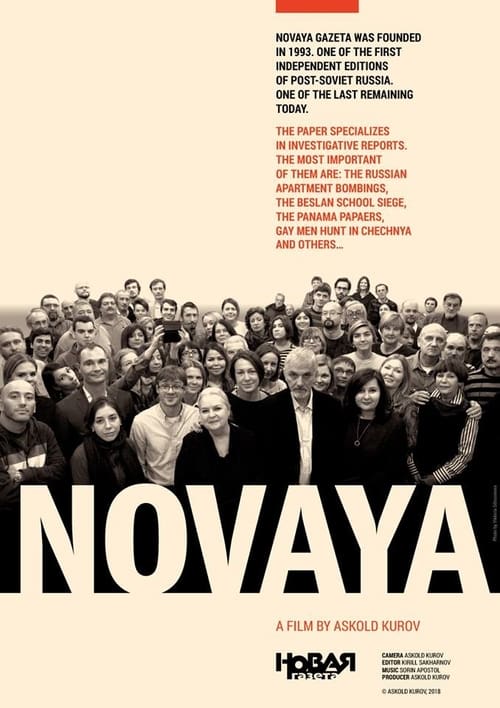 NOVAYA GAZETA WAS FOUNDED
IN 1993. ONE OF THE FIRST
INDEPENDENT EDITIONS
OF POST-SOVIET RUSSIA.
ONE OF THE LAST REMAINING
TODAY.
THE PAPER SPECIALIZES
IN INVESTIGATIVE REPORTS.
THE MOST IMPORTANT
OF THEM ARE: THE RUSSIAN
APARTMENT BOMBINGS,
THE BESLAN SCHOOL SIEGE,
THE PANAMA PAPAERS,
GAY MEN HUNT IN CHECHNYA
AND OTHERS...
NOVAYA
A FILM BY ASKOLD KUROV
НОВАЯ
газета
CAMERA ASKOLD KUROV
EDITOR KIRILL SAKHARNOV
MUSIC SORIN APOSTOL
PRODUCER ASKOLD KUROV
© ASKOLD KUROV, 2018